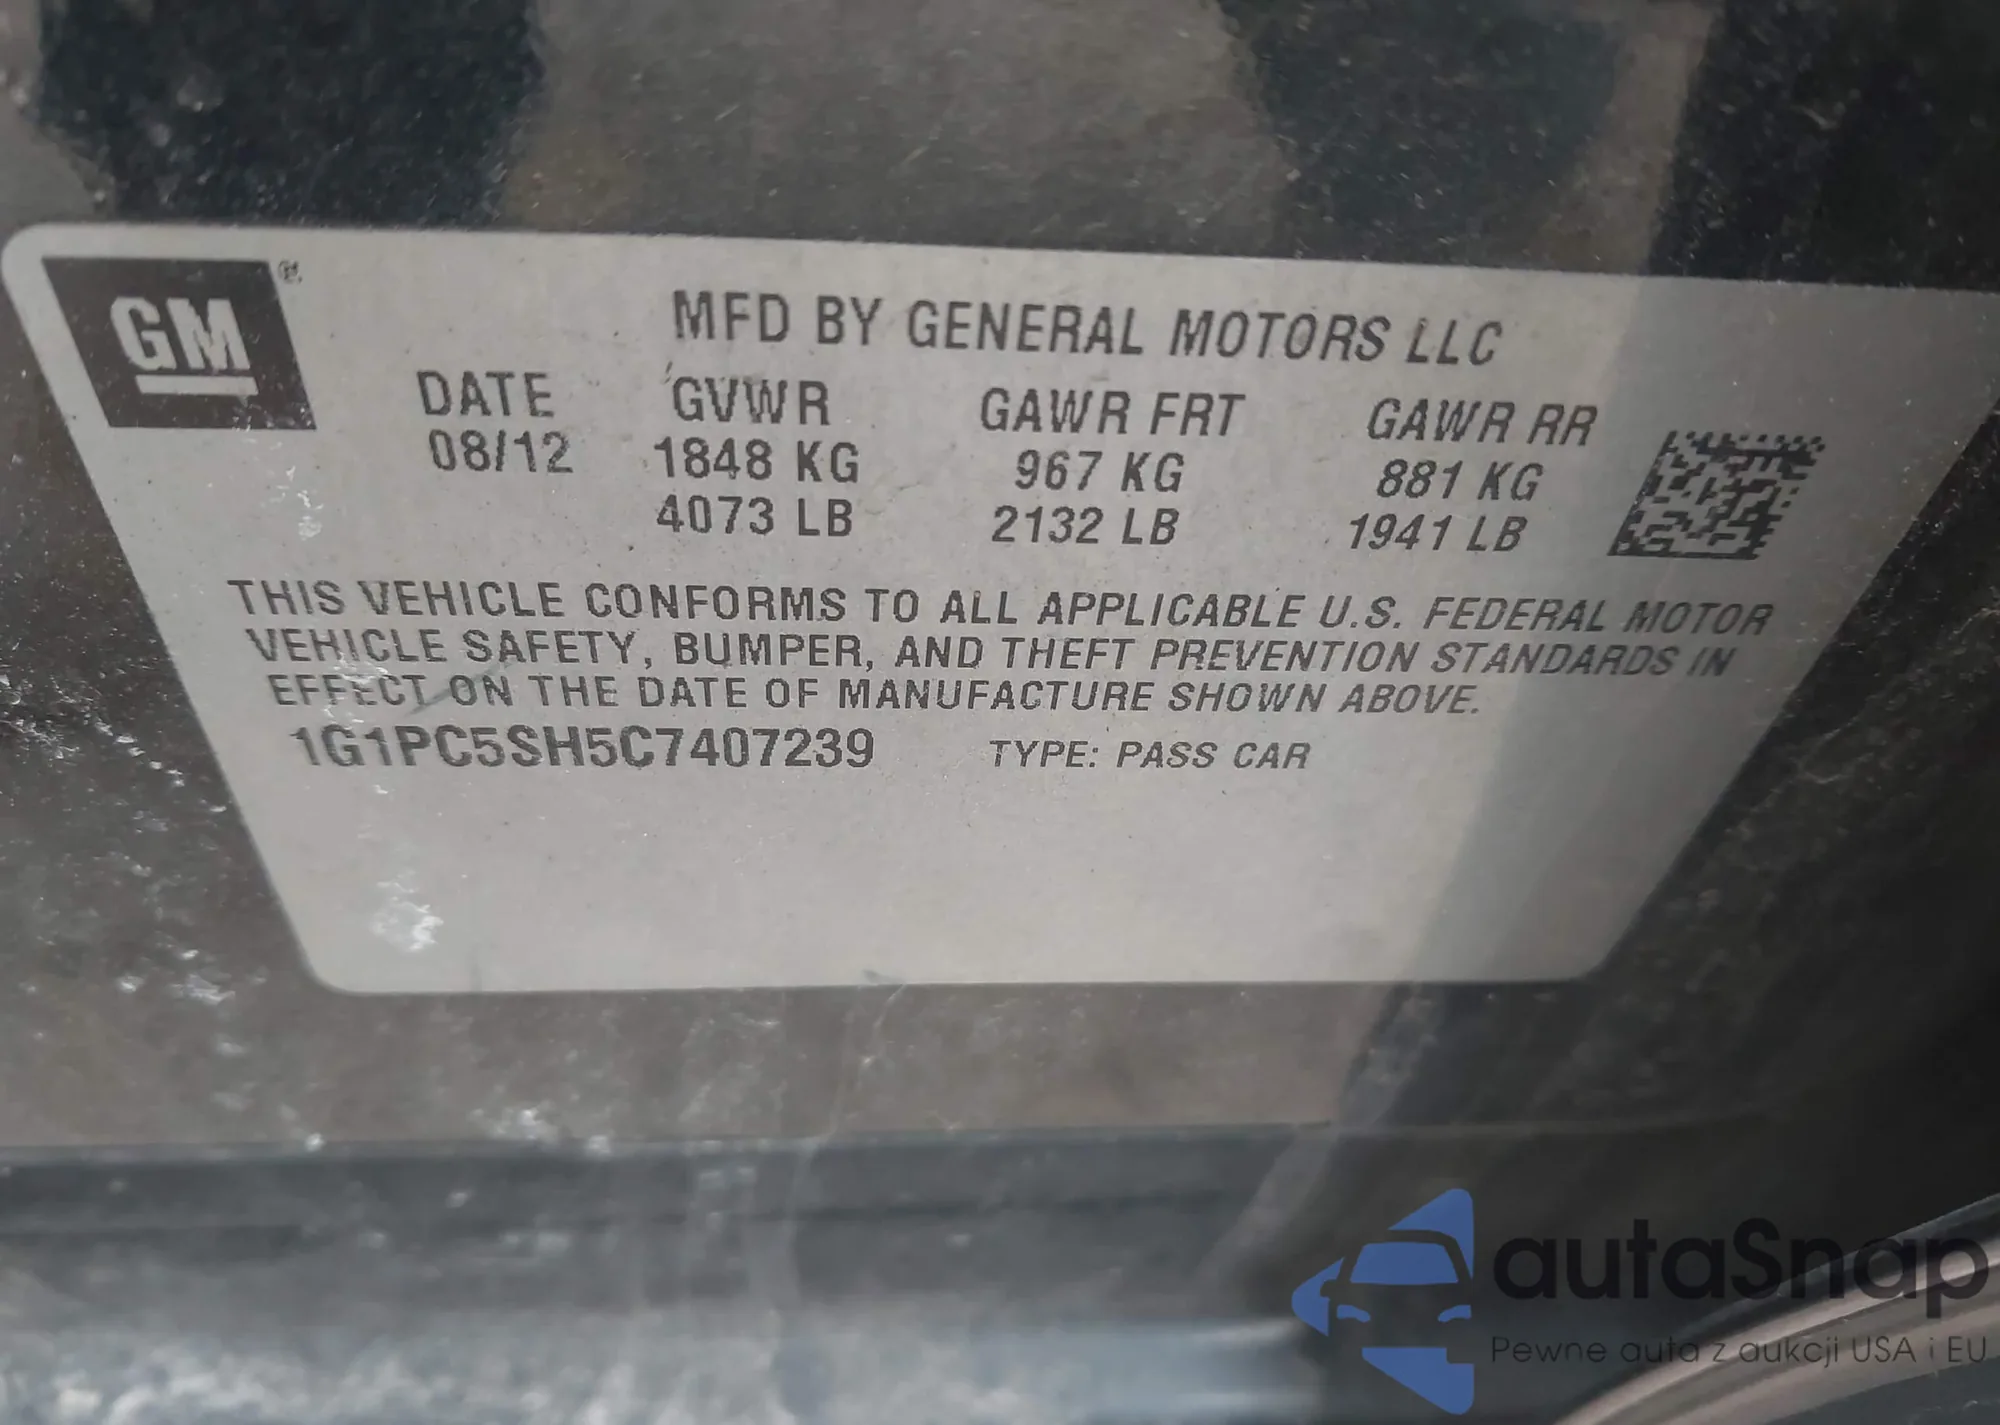 GM ®
MFD BY GENERAL MOTORS LLC
DATE GVWR GAWR FRT GAWR RR
08/12 1848 KG 967 KG 881 KG
4073 LB 2132 LB 1941 LB
THIS VEHICLE CONFORMS TO ALL APPLICABLE U.S. FEDERAL MOTOR
VEHICLE SAFETY, BUMPER, AND THEFT PREVENTION STANDARDS IN
EFFECT ON THE DATE OF MANUFACTURE SHOWN ABOVE.
1G1PC5SH5C7407239 TYPE: PASS CAR
autaSnap
Pewne auta z aukcji USA i EU